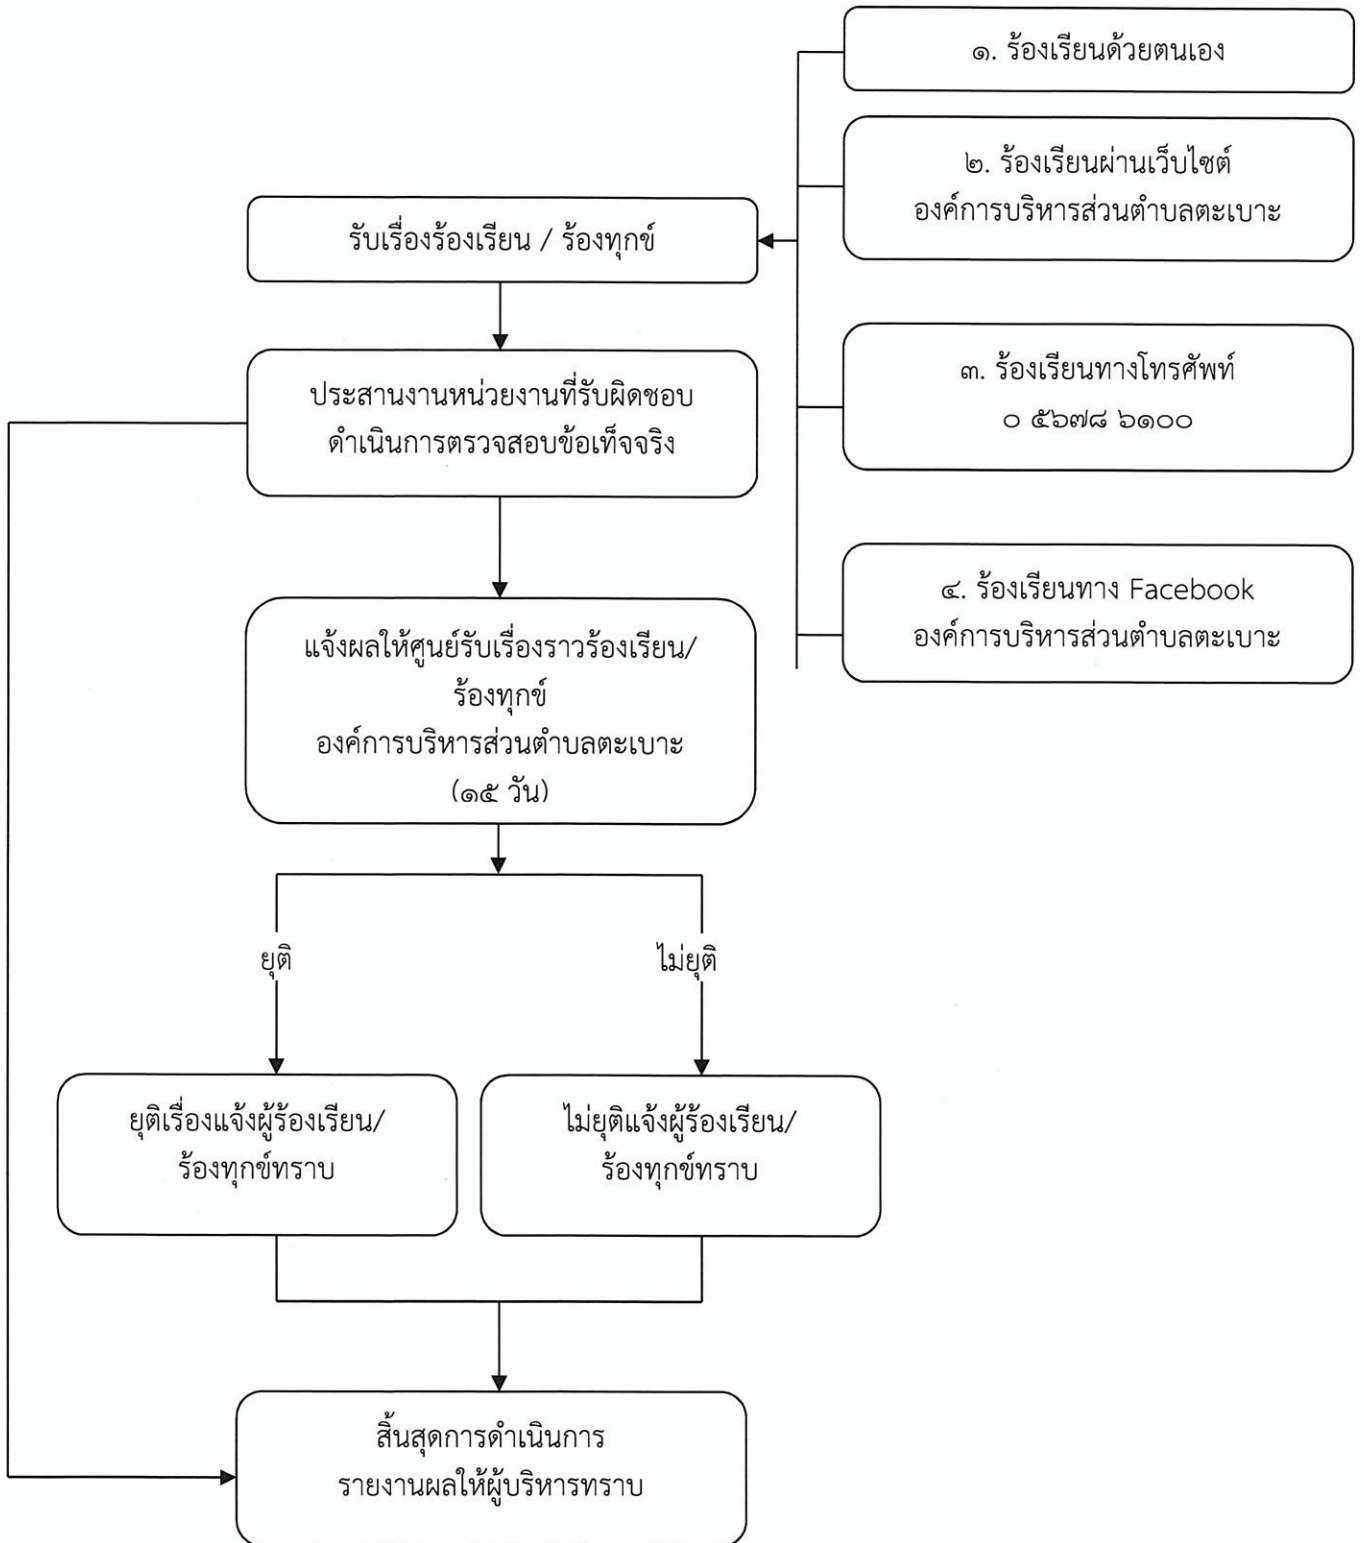 ๑. ร้องเรียนด้วยตนเอง
๒. ร้องเรียนผ่านเว็บไซต์
องค์การบริหารส่วนตำบลตะเบาะ
รับเรื่องร้องเรียน / ร้องทุกข์
ประสานงานหน่วยงานที่รับผิดชอบ
ดำเนินการตรวจสอบข้อเท็จจริง
๓. ร้องเรียนทางโทรศัพท์
๐ ๕๖๗๘ ๖๑๐๐
๔. ร้องเรียนทาง Facebook
องค์การบริหารส่วนตำบลตะเบาะ
แจ้งผลให้ศูนย์รับเรื่องราวร้องเรียน/
ร้องทุกข์
องค์การบริหารส่วนตำบลตะเบาะ
(๑๕ วัน)
ยุติ
ไม่ยุติ
ยุติเรื่องแจ้งผู้ร้องเรียน/
ร้องทุกข์ทราบ
ไม่ยุติแจ้งผู้ร้องเรียน/
ร้องทุกข์ทราบ
สิ้นสุดการดำเนินการ
รายงานผลให้ผู้บริหารทราบ